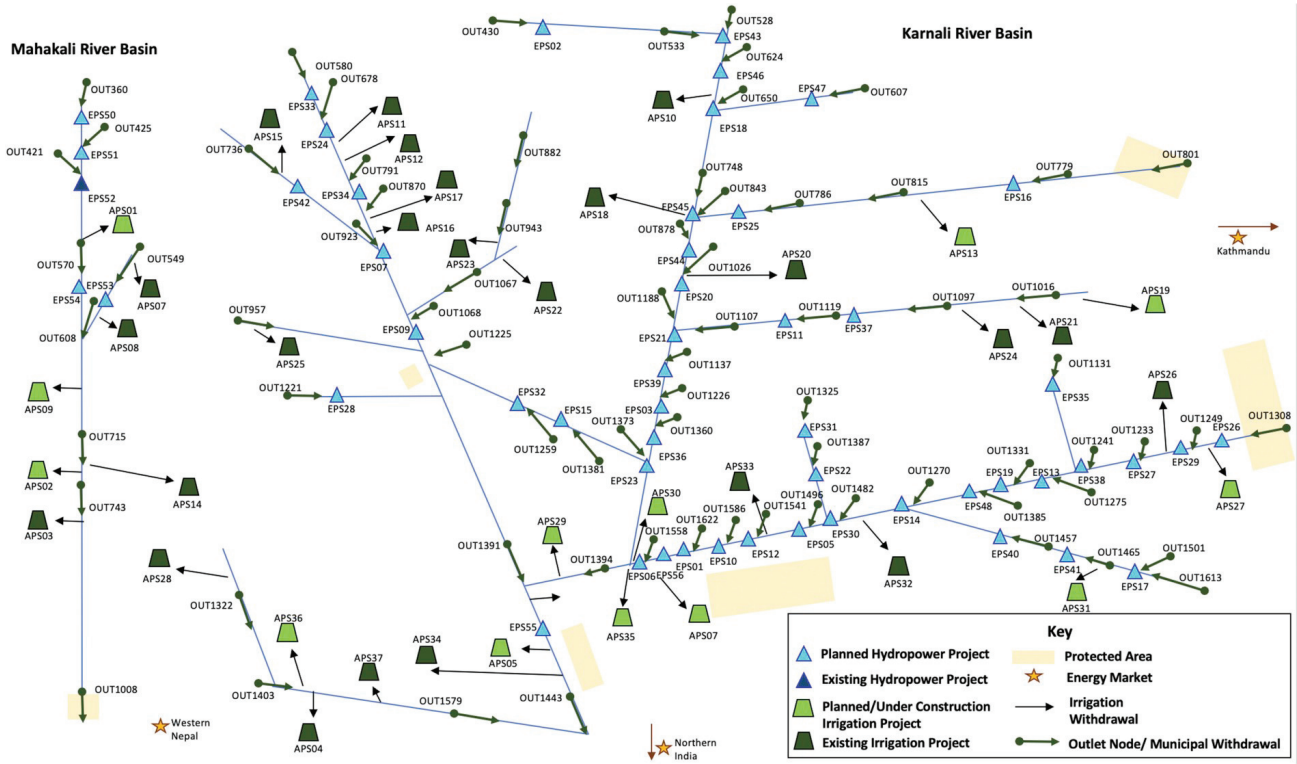 Mahakali River Basin
Karnali River Basin
OUT360
EPS50
OUT425
OUT421
EPS51
EPS52
APS01
OUT570
OUT549
EPS54
EPS53
APS07
OUT608
APS08
APS09
OUT715
APS02
APS14
OUT743
APS03
OUT1008
Western
Nepal
OUT430
EPS02
OUT533
OUT528
EPS43
OUT624
EPS46
OUT650
APS10
EPS18
EPS47
OUT607
OUT580
OUT678
EPS33
APS15
APS11
EPS24
APS12
OUT736
OUT791
EPS42
EPS34
OUT870
APS17
APS16
OUT923
EPS07
OUT882
OUT943
APS23
OUT1067
APS22
OUT1068
EPS09
OUT957
APS25
OUT1225
OUT1221
EPS28
OUT748
OUT843
APS18
EPS45
EPS25
OUT786
OUT815
EPS16
OUT779
OUT801
APS13
Kathmandu
OUT878
EPS44
OUT1026
APS20
EPS20
OUT1188
EPS21
OUT1107
EPS11
OUT1119
EPS37
OUT1097
OUT1016
APS19
APS24
APS21
OUT1137
EPS39
OUT1226
EPS03
OUT1360
EPS36
EPS23
EPS32
EPS15
OUT1373
OUT1259
OUT1381
OUT1325
EPS31
OUT1387
EPS22
OUT1482
OUT1131
EPS35
APS26
OUT1308
OUT1249
EPS26
OUT1233
EPS29
OUT1241
EPS27
EPS38
OUT1331
EPS13
EPS19
OUT1275
APS27
OUT1270
EPS48
OUT1385
EPS14
OUT1457
EPS40
OUT1465
EPS41
OUT1501
EPS17
OUT1613
APS31
APS33
OUT1496
OUT1541
OUT1586
OUT1622
OUT1558
APS30
EPS30
EPS05
EPS12
EPS10
EPS01
EPS56
EPS06
APS32
APS35
APS07
OUT1391
APS29
OUT1394
EPS55
APS05
APS34
OUT1443
APS28
OUT1322
APS36
APS37
OUT1403
OUT1579
APS04
Northern
India
Key
Planned Hydropower Project
Existing Hydropower Project
Planned/Under Construction
Irrigation Project
Existing Irrigation Project
Protected Area
Energy Market
Irrigation
Withdrawal
Outlet Node/ Municipal Withdrawal